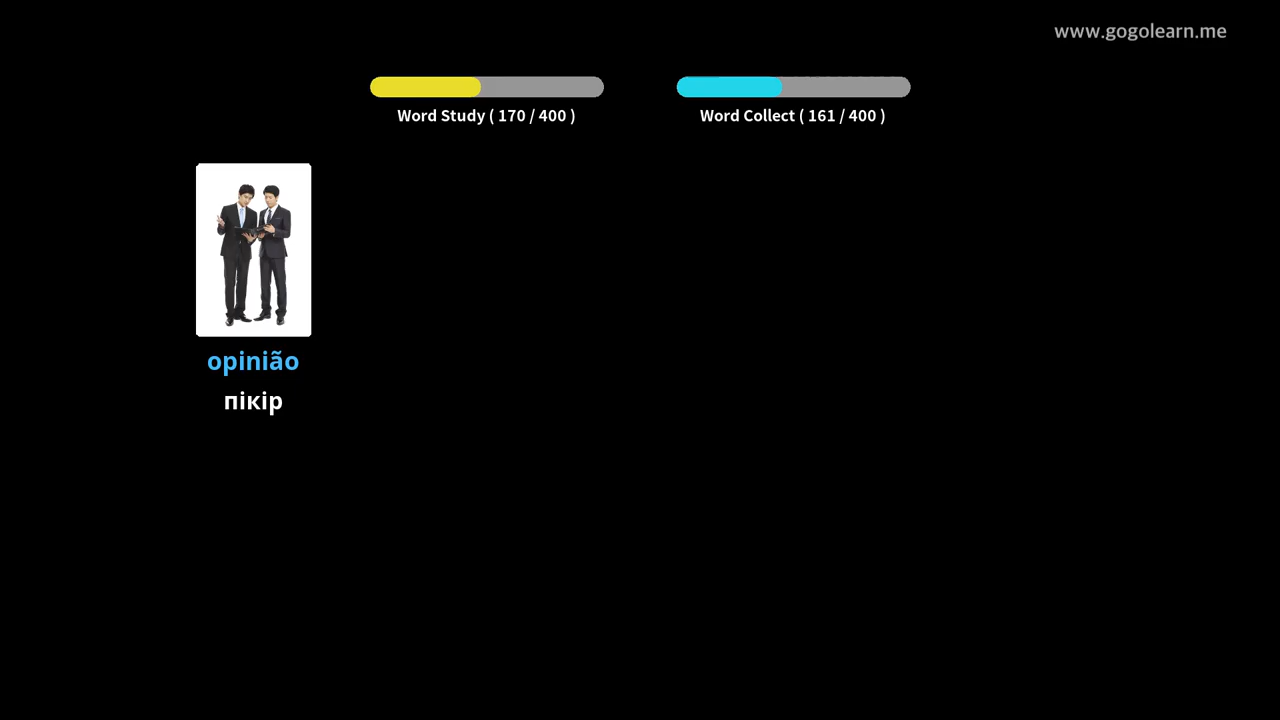 www.gogolearn.me
Word Study ( 170 / 400 )
Word Collect ( 161 / 400 )
opinião
пікір